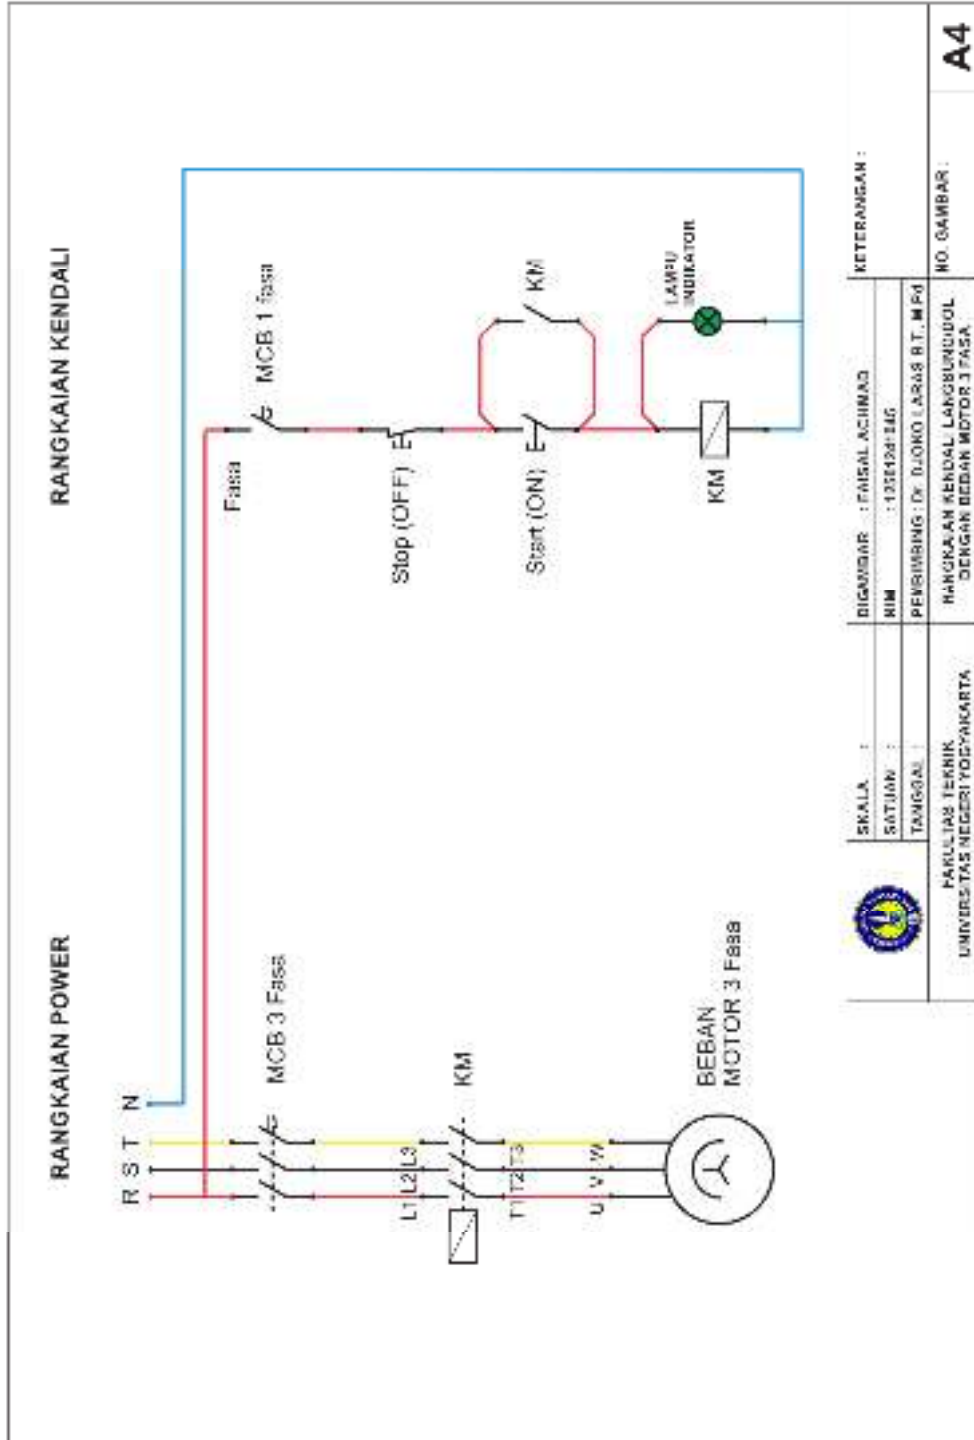 RANGKAIAN POWER
RANGKAIAN KENDALI
R S T N
MCB 3 Fasa
L1 L2 L3
KM
T1 T2 T3
U V W
BEBAN
MOTOR 3 Fasa
Fasa
MCB 1 fasa
Stop (OFF)
Start (ON)
KM
KM
LAMPU
INDIKATOR
SKALA :
SATUAN :
TANGGAL :
DIGAMBAR : FAISAL ACHMAD
NIM :
PEMBIMBING : Dr. DJOKO LARAS B.T., M.Pd
KETERANGAN :
FAKULTAS TEKNIK
UNIVERSITAS NEGERI YOGYAKARTA
RANGKAIAN KENDALI
DENGAN BEBAN MOTOR 3 FASA
NO. GAMBAR :
A4